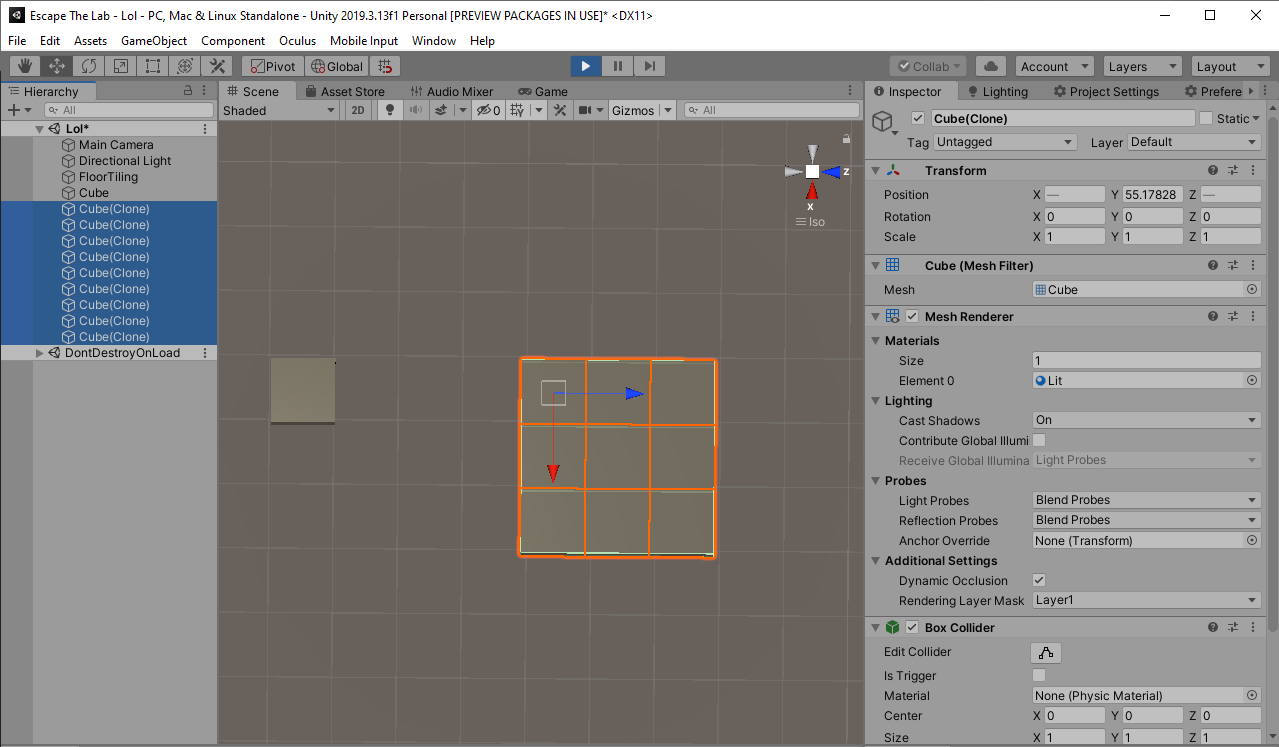 Escape The Lab - Lol - PC, Mac & Linux Standalone - Unity 2019.3.13f1 Personal [PREVIEW PACKAGES IN USE]* <DX11>
File Edit Assets GameObject Component Oculus Mobile Input Window Help
Pivot Global Collab Account Layers Layout
Hierarchy
All
Lol*
Main Camera
Directional Light
FloorTiling
Cube
Cube(Clone)
Cube(Clone)
Cube(Clone)
Cube(Clone)
Cube(Clone)
Cube(Clone)
Cube(Clone)
Cube(Clone)
Cube(Clone)
DontDestroyOnLoad
Scene Asset Store Audio Mixer Game
Shaded 2D 0 Gizmos All
z
x
Iso
Inspector Lighting Project Settings Prefere
Cube(Clone) Static
Tag Untagged Layer Default
Transform
Position X — Y 55.17828 Z —
Rotation X 0 Y 0 Z 0
Scale X 1 Y 1 Z 1
Cube (Mesh Filter)
Mesh Cube
Mesh Renderer
Materials
Size 1
Element 0 Lit
Lighting
Cast Shadows On
Contribute Global Illumi
Receive Global Illumina Light Probes
Probes
Light Probes Blend Probes
Reflection Probes Blend Probes
Anchor Override None (Transform)
Additional Settings
Dynamic Occlusion
Rendering Layer Mask Layer1
Box Collider
Edit Collider
Is Trigger
Material None (Physic Material)
Center X 0 Y 0 Z 0
Size X 1 Y 1 Z 1